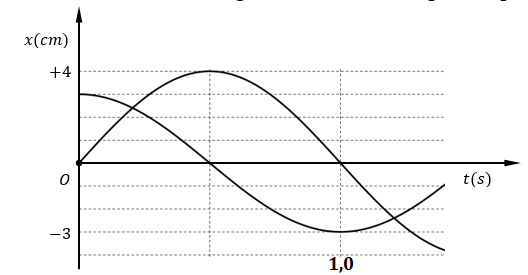 x(cm)
+4
O
t(s)
−3
1,0